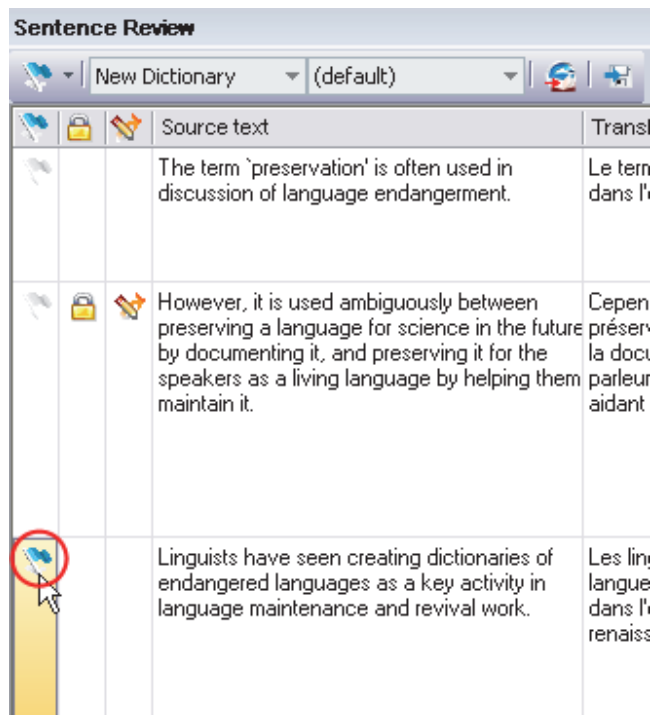 Sentence Review
New Dictionary (default)
Source text Transl
The term `preservation' is often used in Le term
discussion of language endangerment. dans l'
However, it is used ambiguously between Cepen
preserving a language for science in the future préserv
by documenting it, and preserving it for the la docu
speakers as a living language by helping them parleur
maintain it. aidant
Linguists have seen creating dictionaries of Les ling
endangered languages as a key activity in langue
language maintenance and revival work. dans l'
renaiss